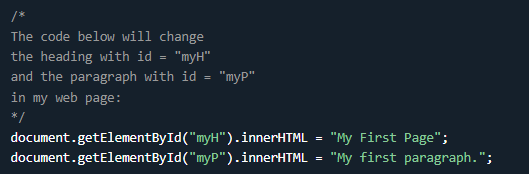 /*
The code below will change
the heading with id = "myH"
and the paragraph with id = "myP"
in my web page:
*/
document.getElementById("myH").innerHTML = "My First Page";
document.getElementById("myP").innerHTML = "My first paragraph.";